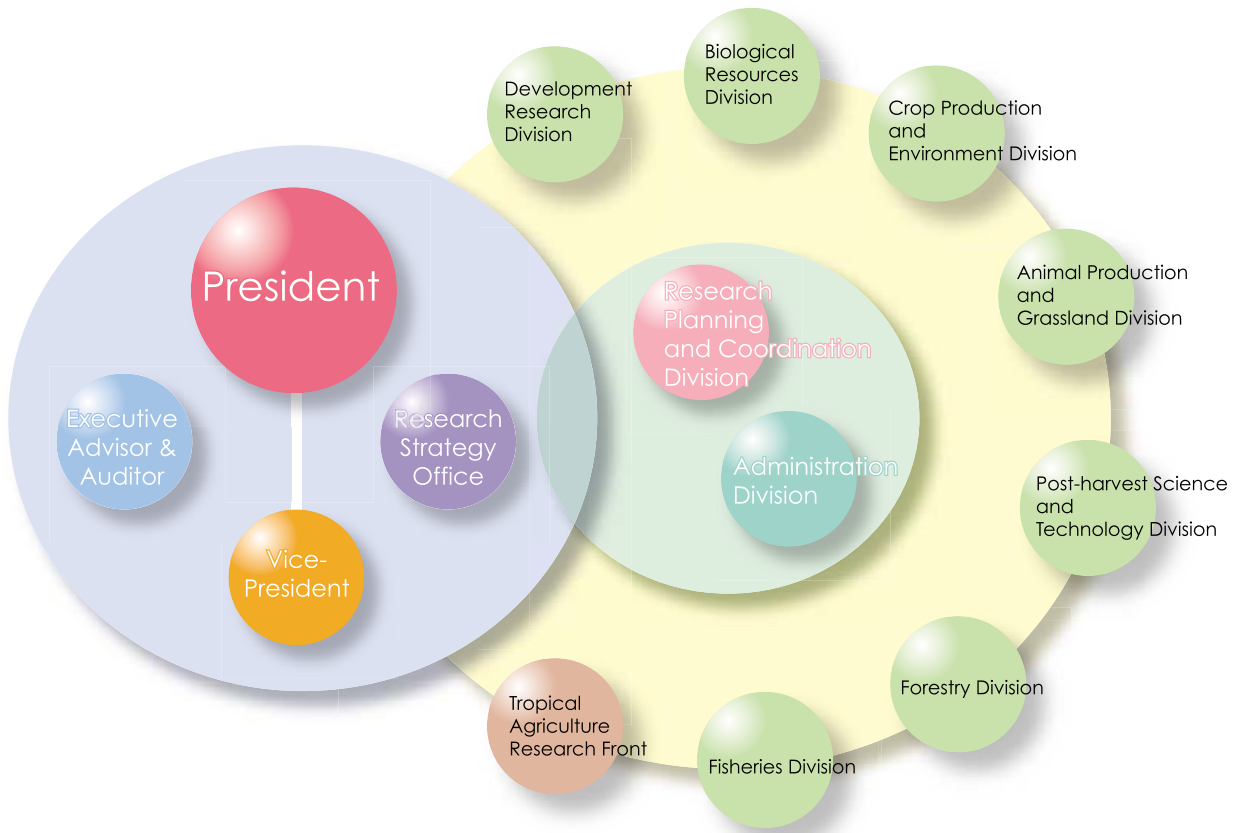 President
Executive
Advisor &
Auditor
Research
Strategy
Office
Vice-
President
Research
Planning
and Coordination
Division
Administration
Division
Development
Research
Division
Biological
Resources
Division
Crop Production
and
Environment Division
Animal Production
and
Grassland Division
Post-harvest Science
and
Technology Division
Forestry Division
Fisheries Division
Tropical
Agriculture
Research Front